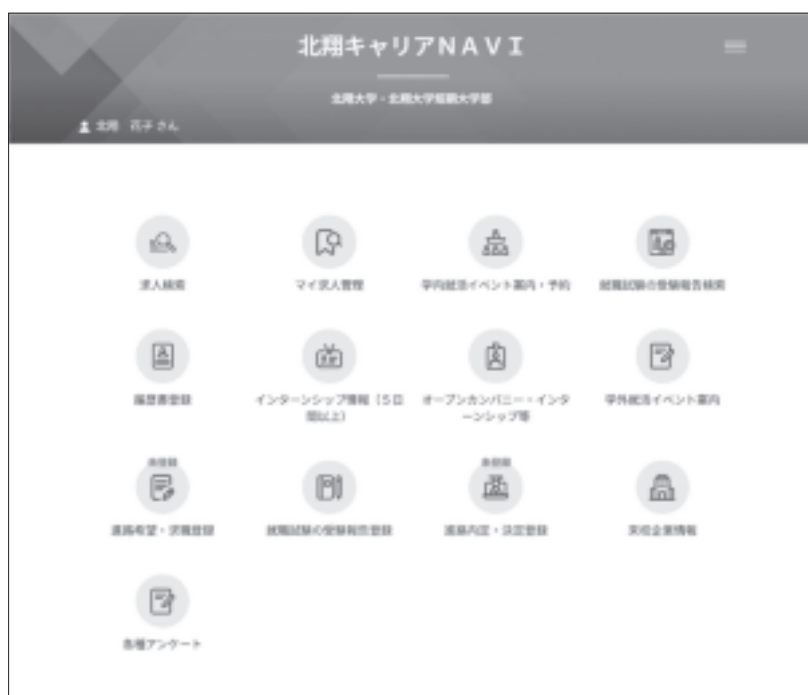 北翔キャリアNAVI
北翔大学・北翔大学短期大学部
北翔 花子さん
求人検索
マイ求人管理
学内就活イベント案内・予約
就職試験の受験報告検索
履歴書登録
インターンシップ情報（5日
間以上）
オープンカンパニー・インタ
ーンシップ等
学外就活イベント案内
未登録
進路希望・求職登録
就職試験の受験報告登録
未登録
進路内定・決定登録
来校企業情報
各種アンケート